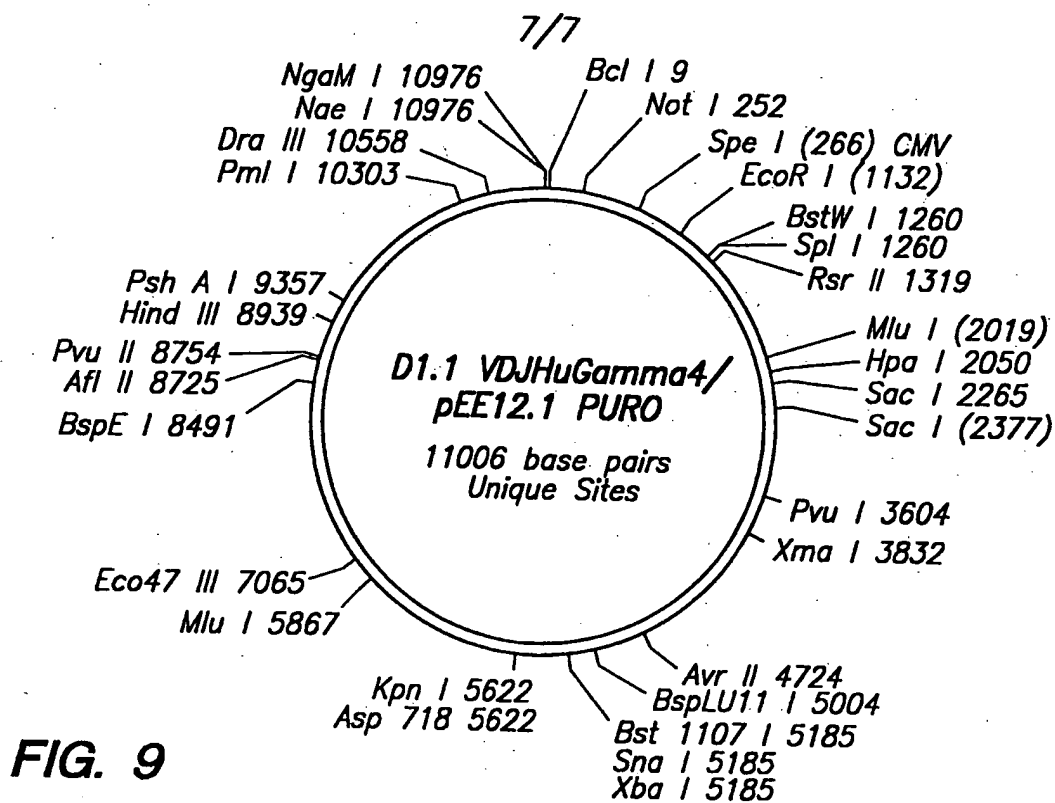 7/7
NgaM I 10976
Nae I 10976
Dra III 10558
Pml I 10303
Bcl I 9
Not I 252
Spe I (266) CMV
EcoR I (1132)
BstW I 1260
Spl I 1260
Rsr II 1319
Mlu I (2019)
Hpa I 2050
Sac I 2265
Sac I (2377)
Pvu I 3604
Xma I 3832
Avr II 4724
BspLU11 I 5004
Bst 1107 I 5185
Sna I 5185
Xba I 5185
Kpn I 5622
Asp 718 5622
Mlu I 5867
Eco47 III 7065
BspE I 8491
Afl II 8725
Pvu II 8754
Hind III 8939
Psh A I 9357
D1.1 VDJHuGamma4/
pEE12.1 PURO
11006 base pairs
Unique Sites
FIG. 9